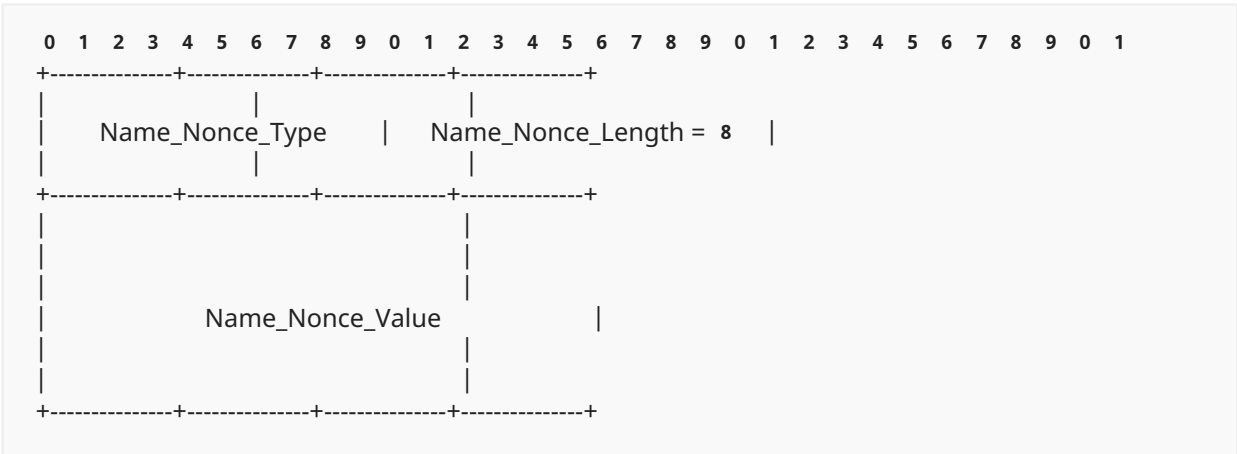 0 1 2 3 4 5 6 7 8 9 0 1 2 3 4 5 6 7 8 9 0 1 2 3 4 5 6 7 8 9 0 1
+---------------+---------------+---------------+---------------+
| | |
| Name_Nonce_Type | Name_Nonce_Length = 8 |
| | |
+---------------+---------------+---------------+---------------+
| |
| |
| |
| Name_Nonce_Value |
| |
| |
+---------------+---------------+---------------+---------------+